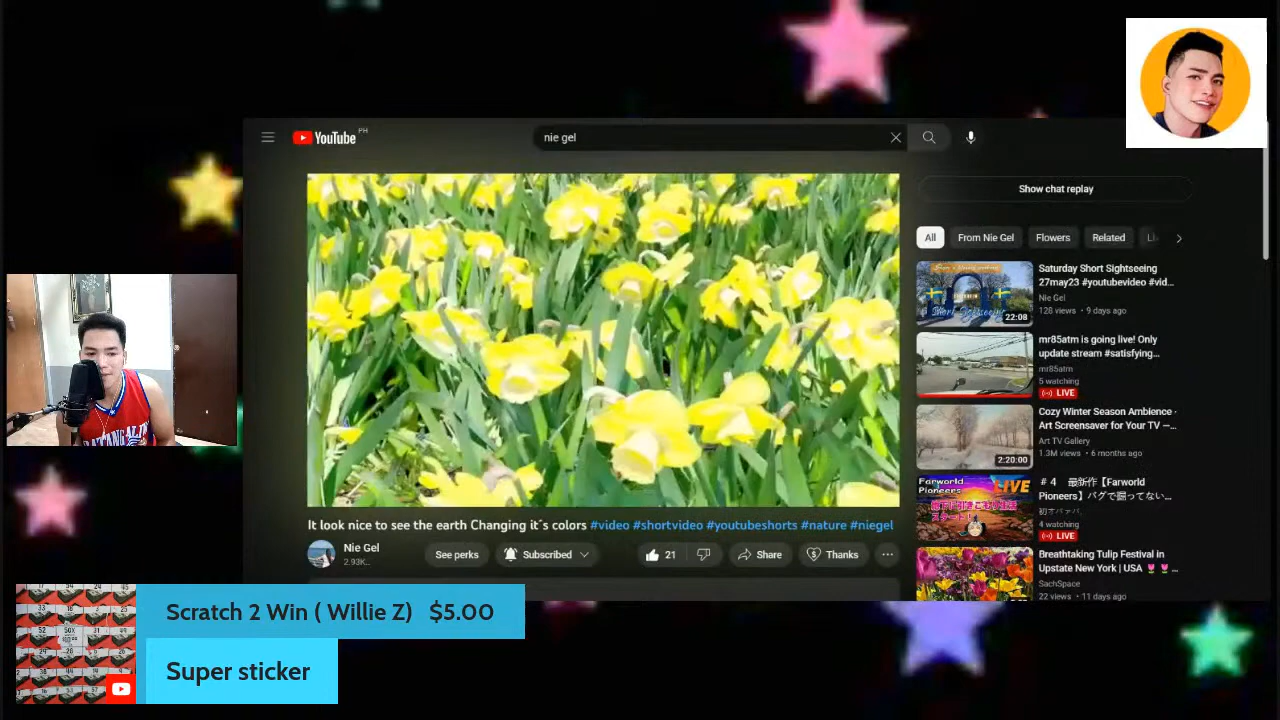 YouTube PH
nie gel
Show chat replay
All From Nie Gel Flowers Related
Saturday Short Sightseeing
27may23 #youtubevideo #vid...
Nie Gel
128 views • 9 days ago
22:08
mr85atm is going live! Only
update stream #satisfying...
mr85atm
5 watching
LIVE
Cozy Winter Season Ambience ·
Art Screensaver for Your TV —...
Art TV Gallery
1.3M views • 6 months ago
2:20:00
Farworld
Pioneers
LIVE
#４ 最新作【Farworld
Pioneers】バグで掘ってない...
4 watching
LIVE
Breathtaking Tulip Festival in
Upstate New York | USA 🌷🌷...
SachSpace
22 views • 11 days ago
It look nice to see the earth Changing it´s colors #video #shortvideo #youtubeshorts #nature #niegel
Nie Gel
2.93K..
See perks
Subscribed
21
Share
Thanks
Scratch 2 Win ( Willie Z) $5.00
Super sticker